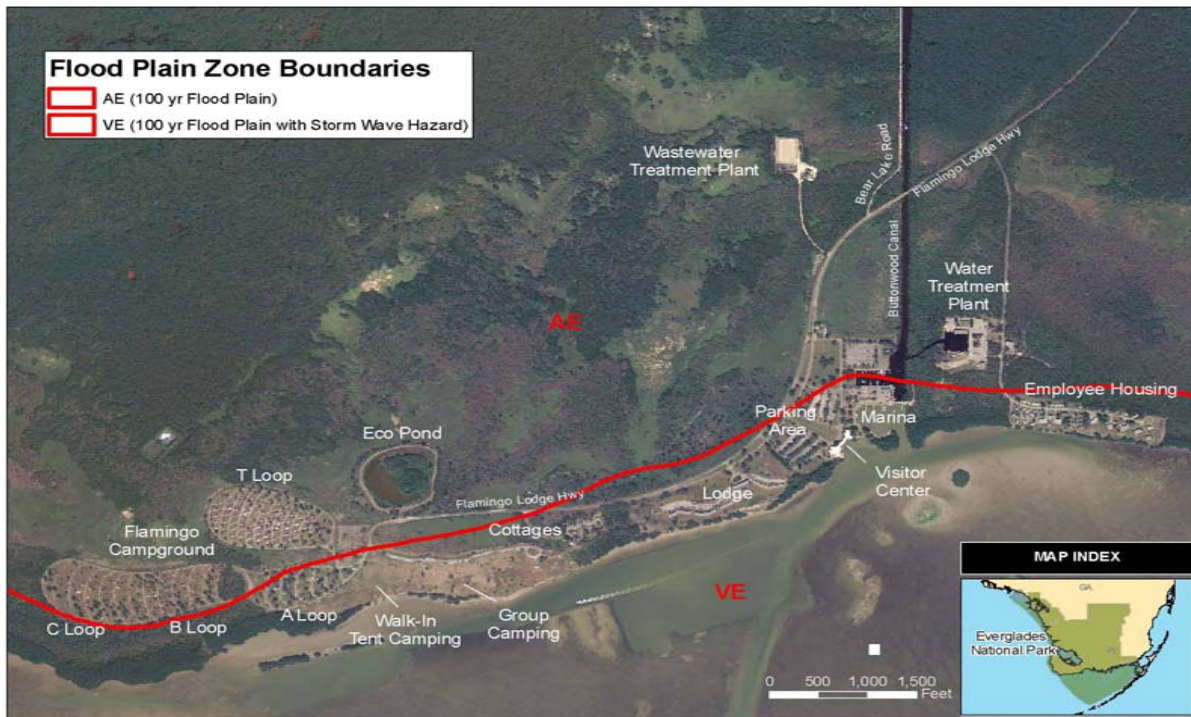 Flood Plain Zone Boundaries
AE (100 yr Flood Plain)
VE (100 yr Flood Plain with Storm Wave Hazard)
Wastewater
Treatment Plant
Bear Lake Road
Flamingo Lodge Hwy
Buttonwood Canal
Water
Treatment
Plant
AE
Employee Housing
Parking
Area
Marina
Eco Pond
Visitor
Center
T Loop
Lodge
Flamingo Lodge Hwy
Cottages
Flamingo
Campground
MAP INDEX
GA.
FL
Everglades
National Park
VE
C Loop
B Loop
A Loop
Walk-In
Tent Camping
Group
Camping
0 500 1,000 1,500
Feet